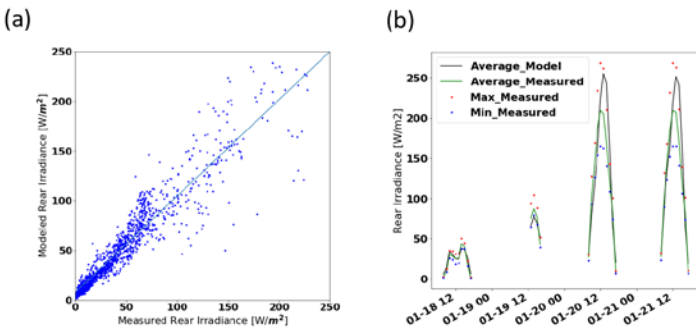 (a)
(b)
250
200
150
100
50
0
Modeled Rear Irradiance [W/m²]
0 50 100 150 200 250
Measured Rear Irradiance [W/m²]
250
200
150
100
50
0
Rear Irradiance [W/m2]
Average_Model
Average_Measured
Max_Measured
Min_Measured
01-18 12
01-19 00
01-19 12
01-20 00
01-20 12
01-21 00
01-21 12